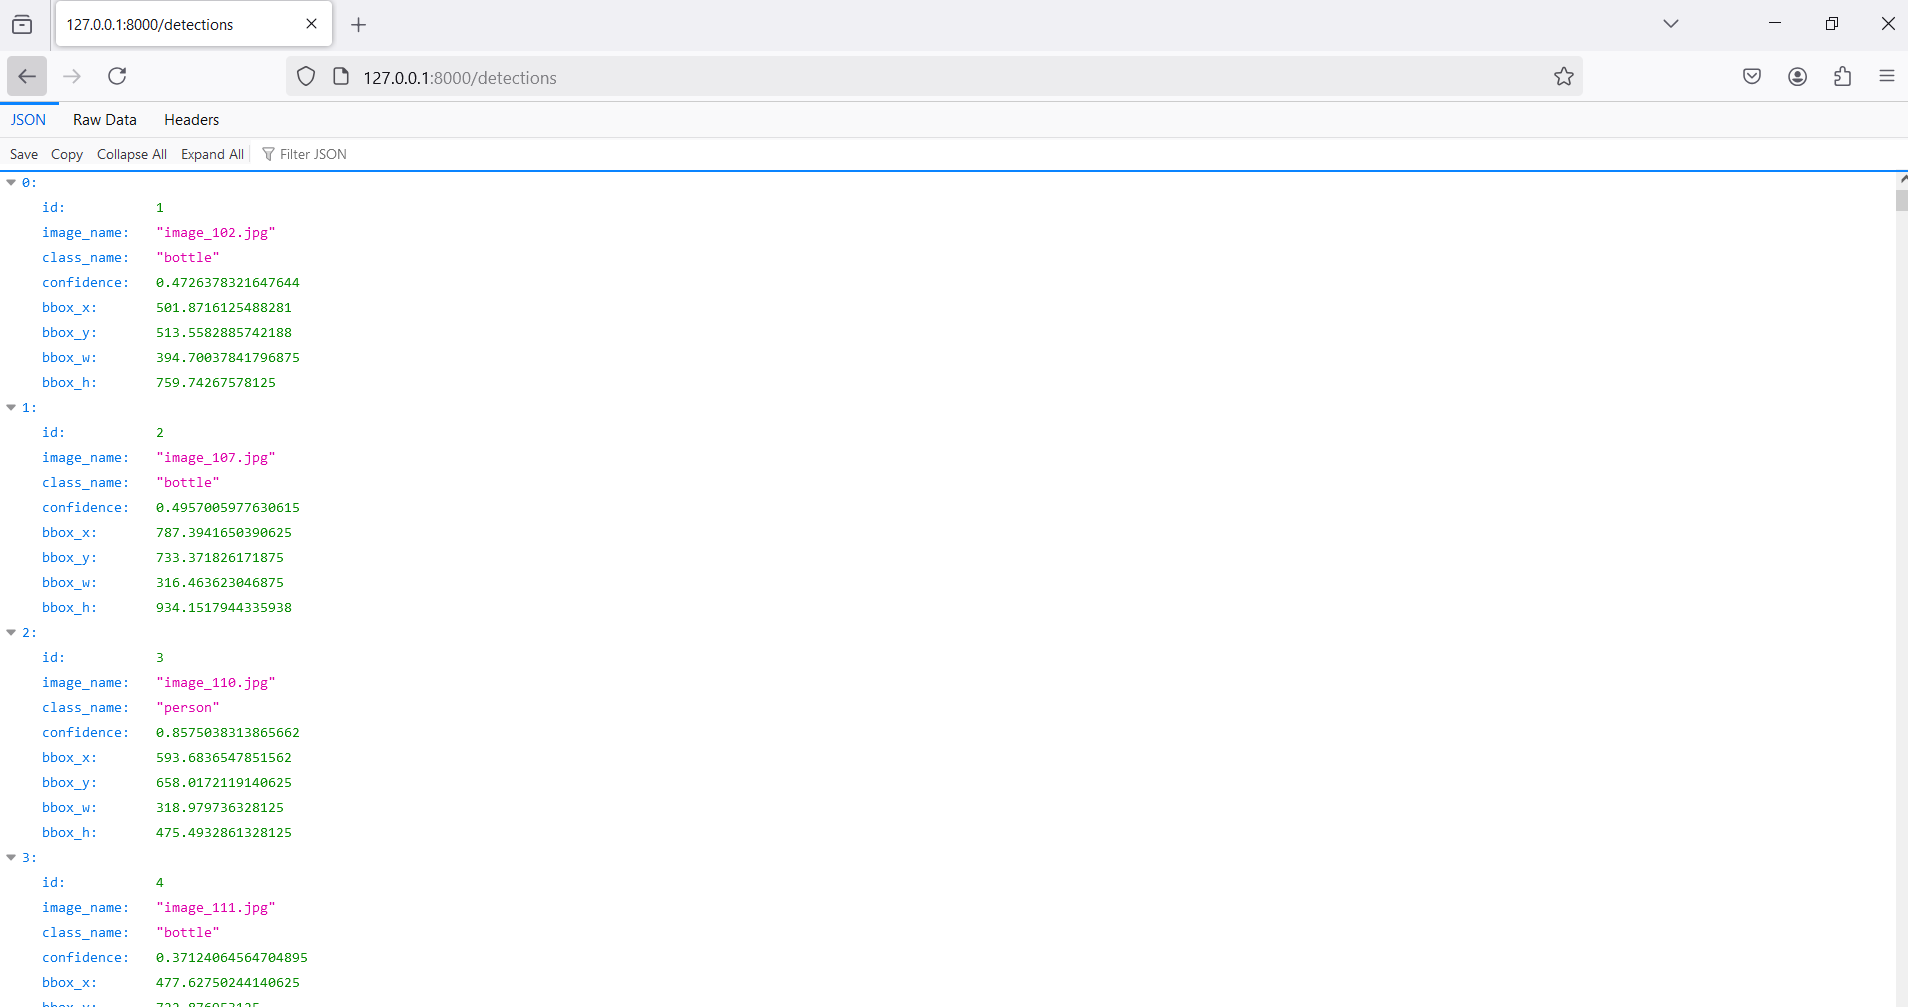 127.0.0.1:8000/detections
127.0.0.1:8000/detections
JSON Raw Data Headers
Save Copy Collapse All Expand All Filter JSON
0:
id: 1
image_name: "image_102.jpg"
class_name: "bottle"
confidence: 0.4726378321647644
bbox_x: 501.8716125488281
bbox_y: 513.5582885742188
bbox_w: 394.70037841796875
bbox_h: 759.74267578125
1:
id: 2
image_name: "image_107.jpg"
class_name: "bottle"
confidence: 0.4957005977630615
bbox_x: 787.3941650390625
bbox_y: 733.371826171875
bbox_w: 316.463623046875
bbox_h: 934.1517944335938
2:
id: 3
image_name: "image_110.jpg"
class_name: "person"
confidence: 0.8575038313865662
bbox_x: 593.6836547851562
bbox_y: 658.0172119140625
bbox_w: 318.979736328125
bbox_h: 475.4932861328125
3:
id: 4
image_name: "image_111.jpg"
class_name: "bottle"
confidence: 0.37124064564704895
bbox_x: 477.62750244140625